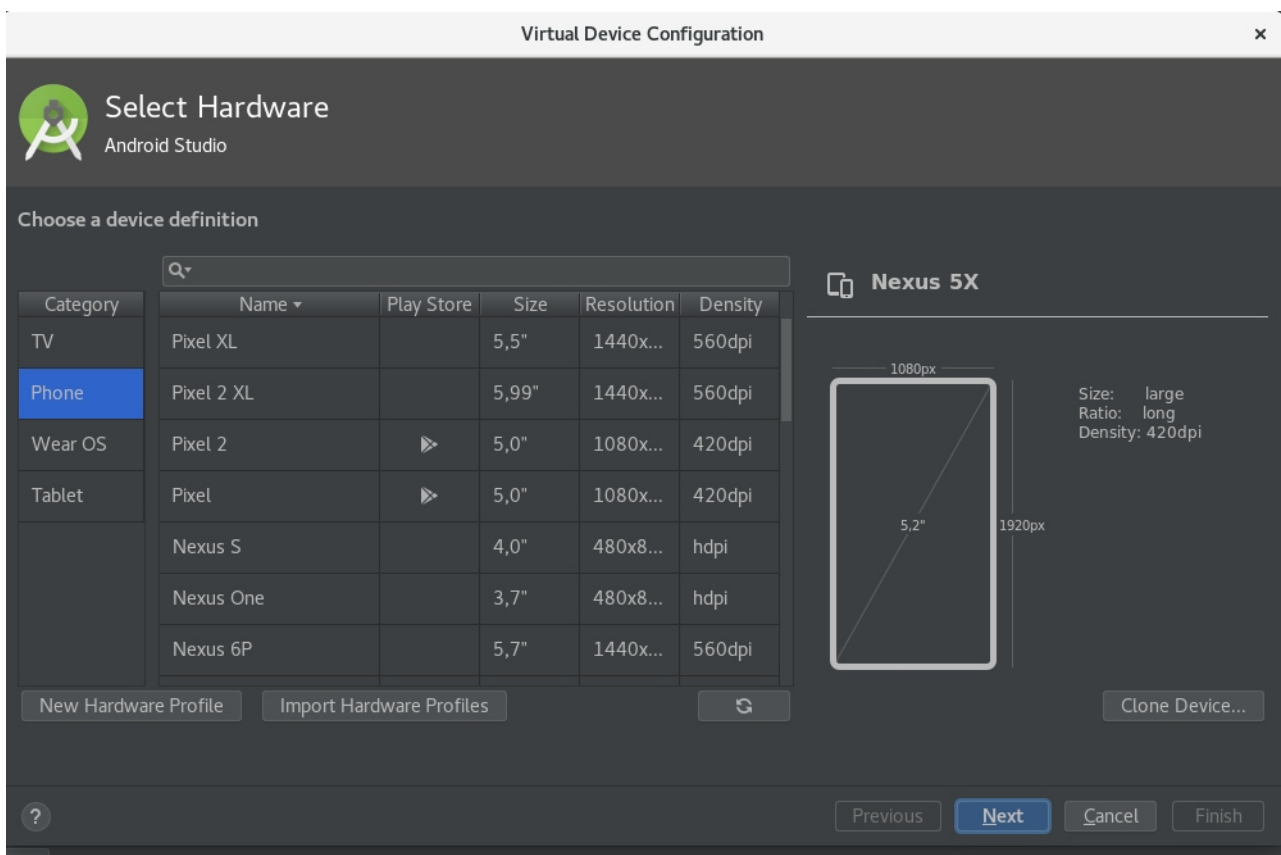 Virtual Device Configuration ×
Select Hardware
Android Studio
Choose a device definition
Category
TV
Phone
Wear OS
Tablet
Name Play Store Size Resolution Density
Pixel XL 5,5" 1440x... 560dpi
Pixel 2 XL 5,99" 1440x... 560dpi
Pixel 2 5,0" 1080x... 420dpi
Pixel 5,0" 1080x... 420dpi
Nexus S 4,0" 480x8... hdpi
Nexus One 3,7" 480x8... hdpi
Nexus 6P 5,7" 1440x... 560dpi
New Hardware Profile Import Hardware Profiles
Nexus 5X
1080px
5,2"
1920px
Size: large
Ratio: long
Density: 420dpi
Clone Device...
? Previous Next Cancel Finish